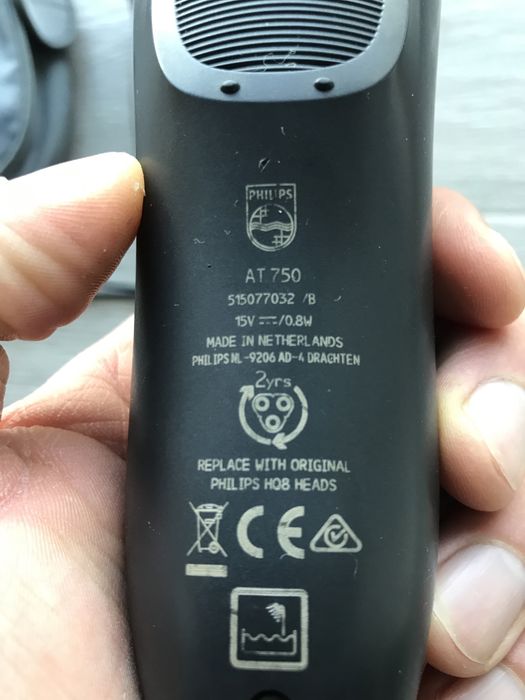 PHILIPS
AT 750
515077032 /B
15V ⎓/0.8W
MADE IN NETHERLANDS
PHILIPS NL-9206 AD-4 DRACHTEN
2yrs
REPLACE WITH ORIGINAL
PHILIPS HQ8 HEADS
CE